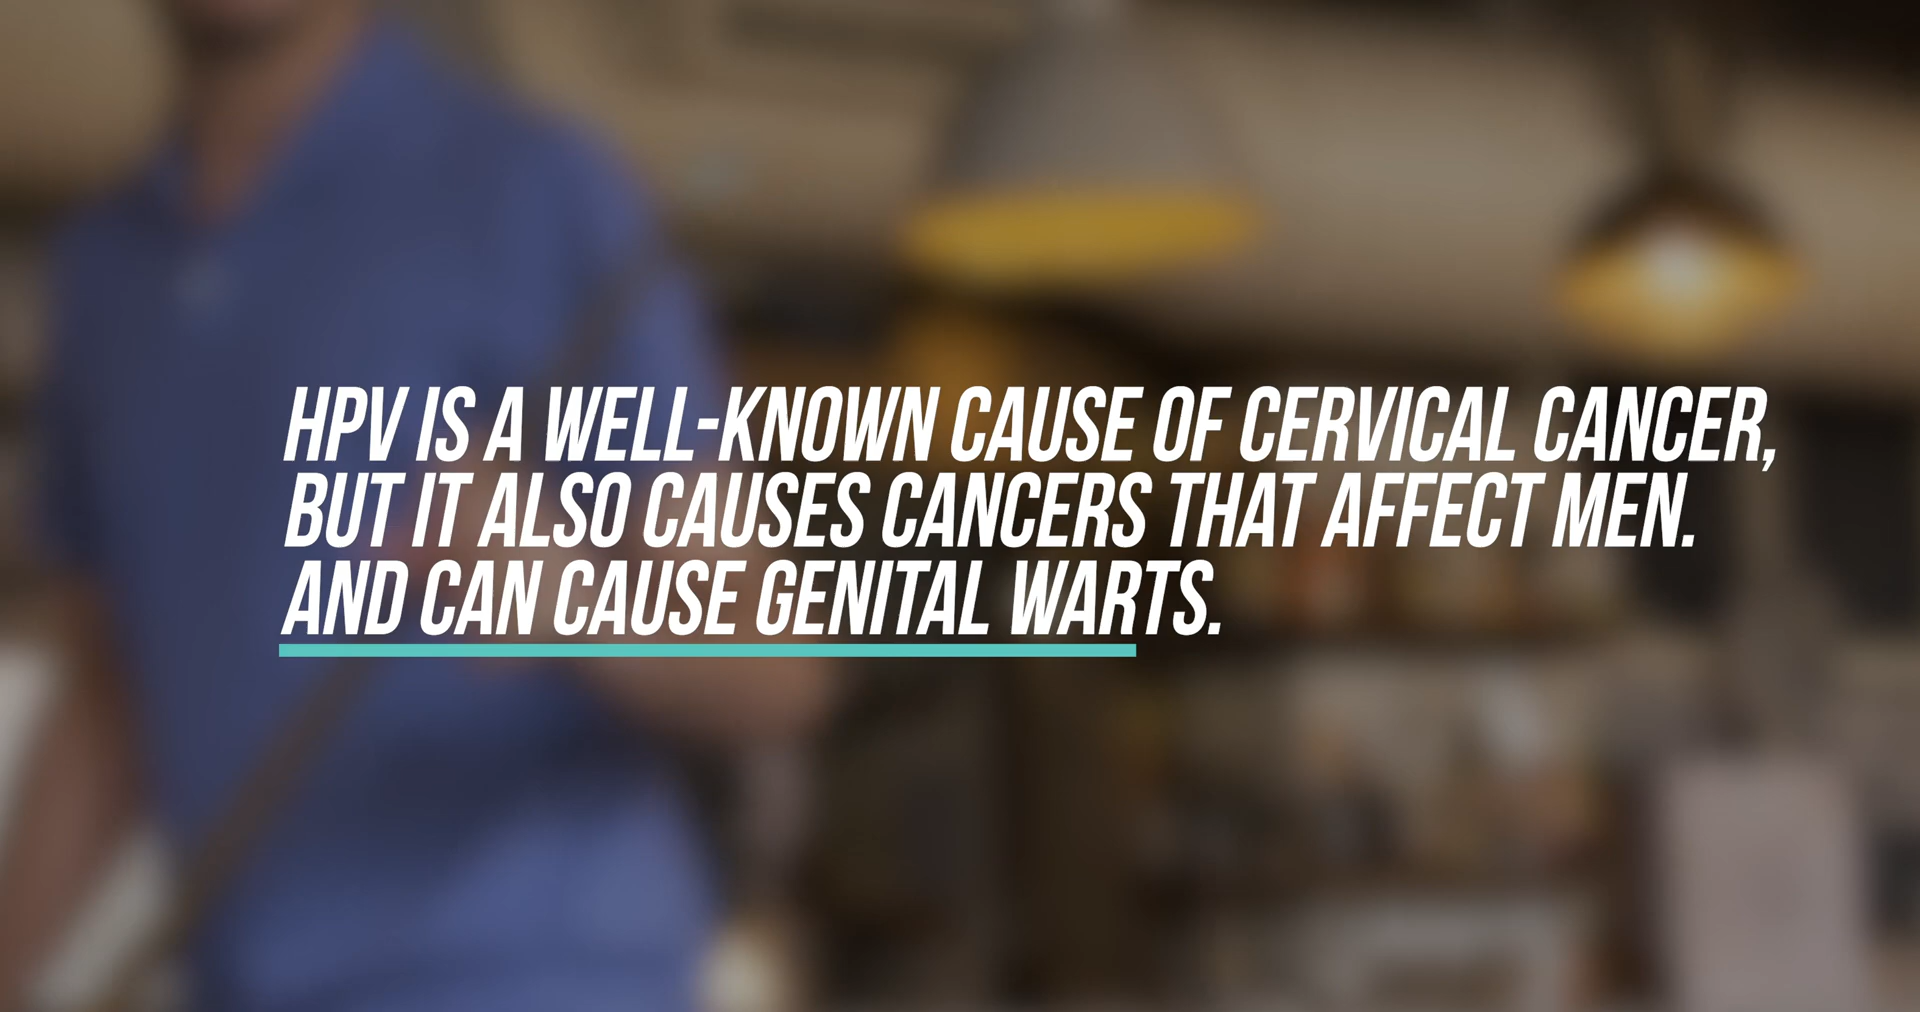 HPV IS A WELL-KNOWN CAUSE OF CERVICAL CANCER,
BUT IT ALSO CAUSES CANCERS THAT AFFECT MEN.
AND CAN CAUSE GENITAL WARTS.